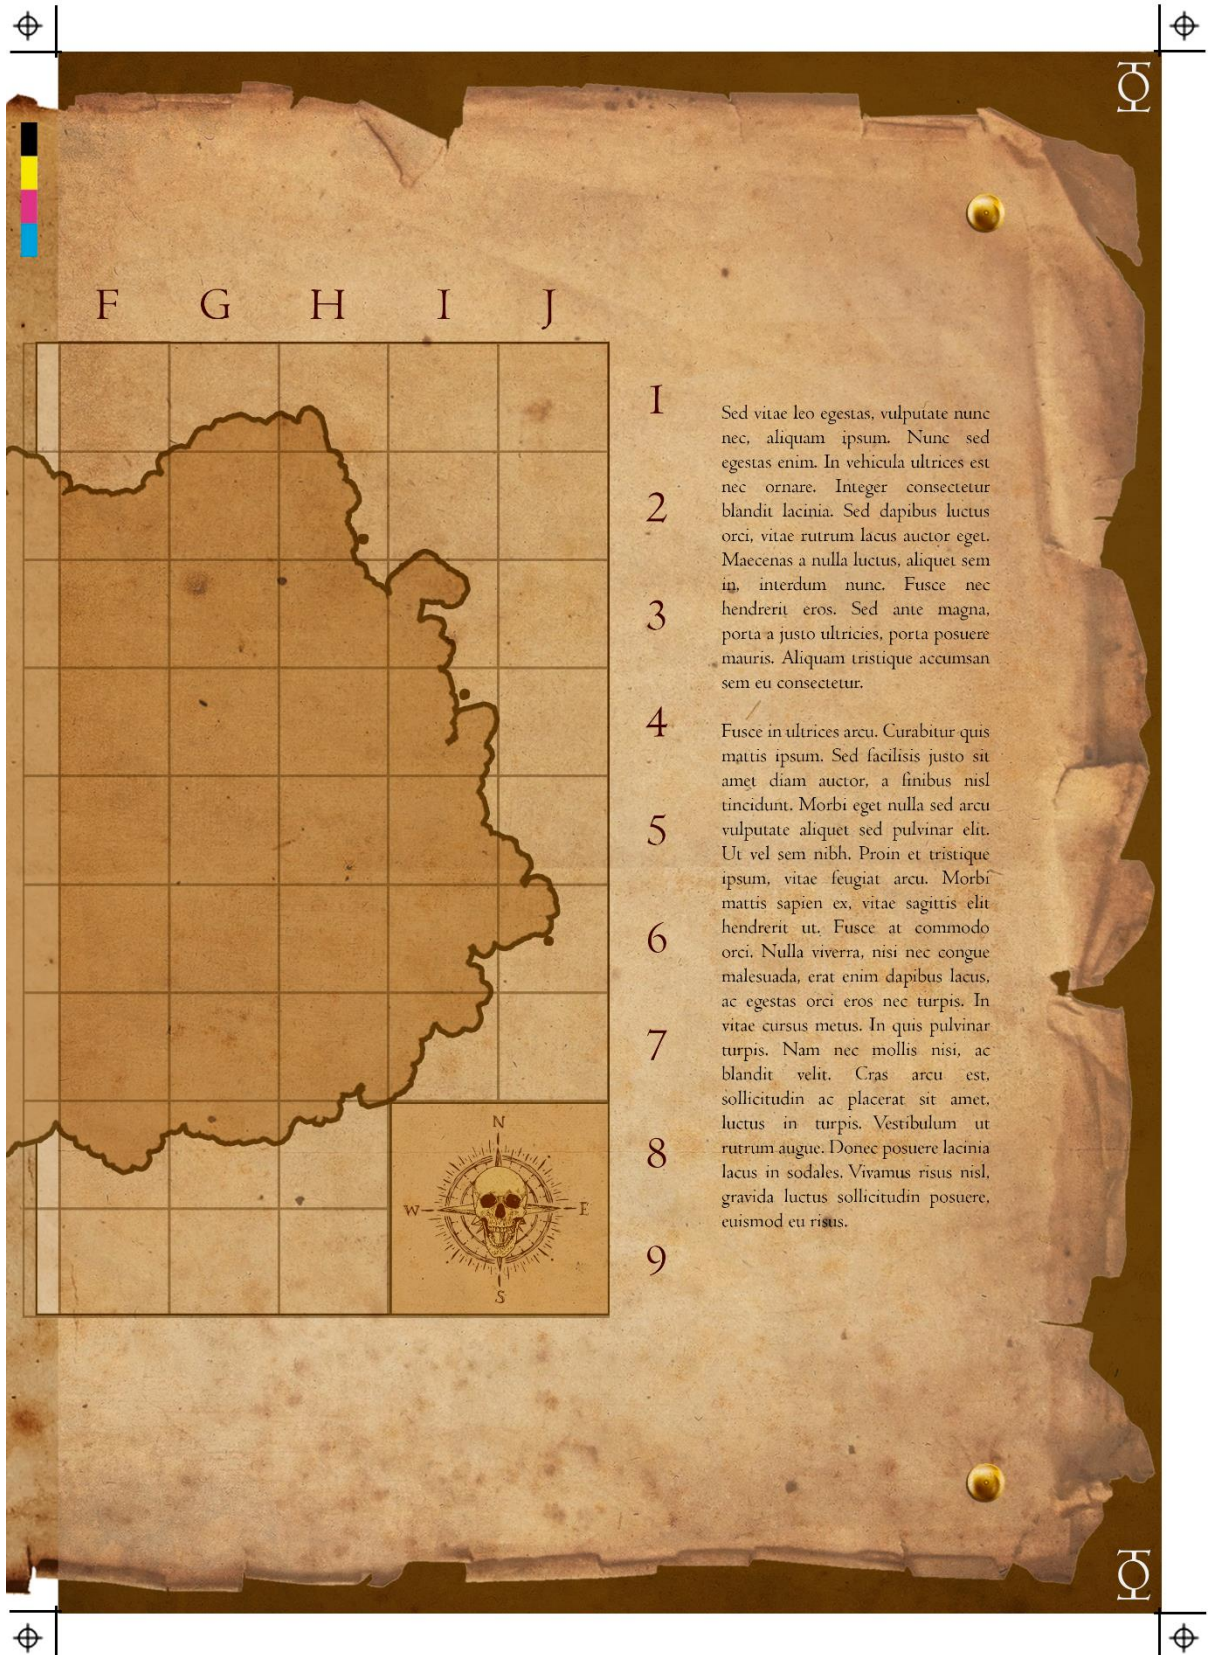 F G H I J
1
2
3
4
5
6
7
8
9
N
W E
S
Sed vitae leo egestas, vulputate nunc
nec, aliquam ipsum. Nunc sed
egestas enim. In vehicula ultrices est
nec ornare. Integer consectetur
blandit lacinia. Sed dapibus luctus
orci, vitae rutrum lacus auctor eget.
Maecenas a nulla luctus, aliquet sem
in, interdum nunc. Fusce nec
hendrerit eros. Sed ante magna,
porta a justo ultricies, porta posuere
mauris. Aliquam tristique accumsan
sem eu consectetur.
Fusce in ultrices arcu. Curabitur quis
mattis ipsum. Sed facilisis justo sit
amet diam auctor, a finibus nisl
tincidunt. Morbi eget nulla sed arcu
vulputate aliquet sed pulvinar elit.
Ut vel sem nibh. Proin et tristique
ipsum, vitae feugiat arcu. Morbi
mattis sapien ex, vitae sagittis elit
hendrerit ut. Fusce at commodo
orci. Nulla viverra, nisi nec congue
malesuada, erat enim dapibus lacus,
ac egestas orci eros nec turpis. In
vitae cursus metus. In quis pulvinar
turpis. Nam nec mollis nisi, ac
blandit velit. Cras arcu est,
sollicitudin ac placerat sit amet,
luctus in turpis. Vestibulum ut
rutrum augue. Donec posuere lacinia
lacus in sodales. Vivamus risus nisl,
gravida luctus sollicitudin posuere,
euismod eu risus.